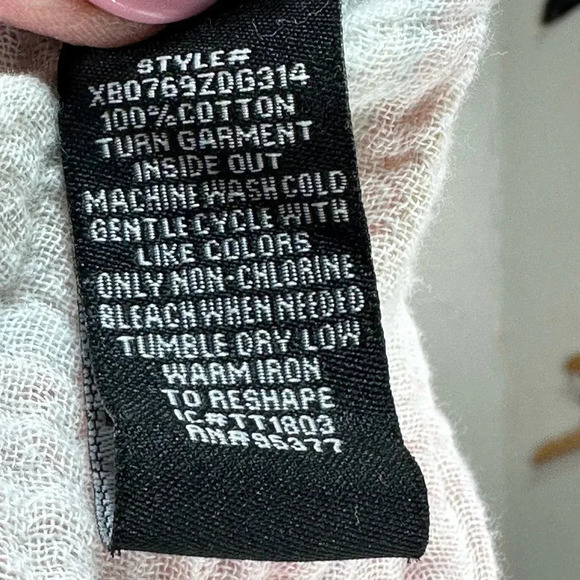 STYLE#
XB0769ZDG314
100% COTTON
TURN GARMENT
INSIDE OUT
MACHINE WASH COLD
GENTLE CYCLE WITH
LIKE COLORS
ONLY NON-CHLORINE
BLEACH WHEN NEEDED
TUMBLE DRY LOW
WARM IRON
TO RESHAPE
C#TT1803
RN#95377